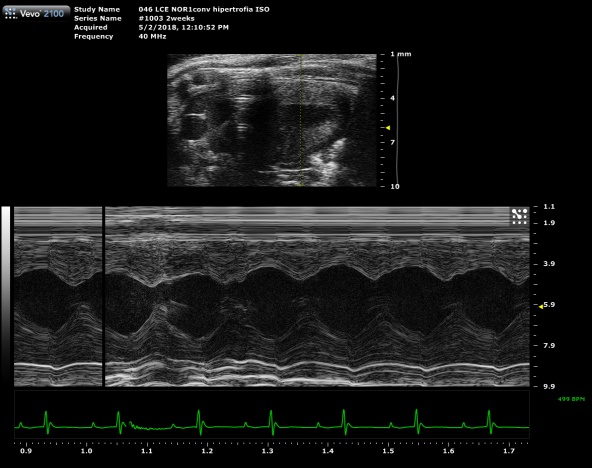 Vevo 2100
Study Name 046 LCE NOR1conv hipertrofia ISO
Series Name #1003 2weeks
Acquired 5/2/2018, 12:10:52 PM
Frequency 40 MHz
1 mm
4
7
10
1.1
1.9
3.9
5.9
7.9
9.9
499 BPM
0.9 1.0 1.1 1.2 1.3 1.4 1.5 1.6 1.7